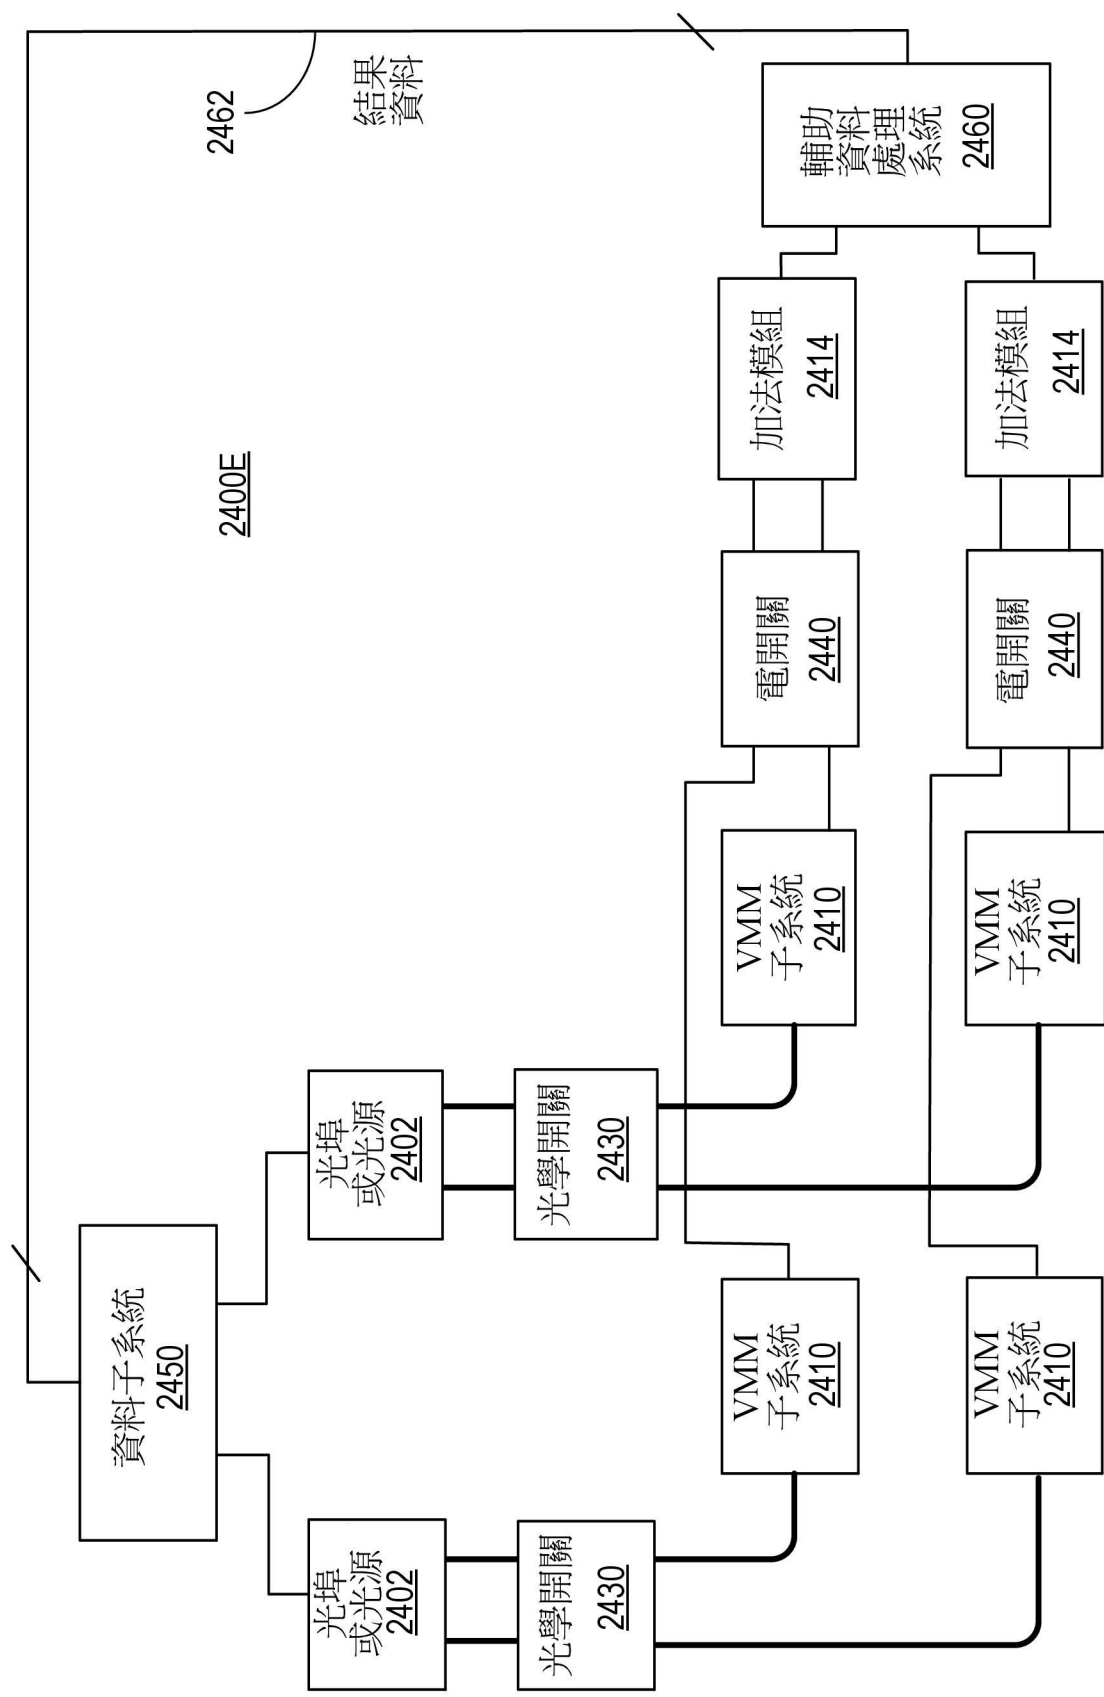 資料子系統
2450
光埠
或光源
2402
光埠
或光源
2402
2400E
2462
結果
資料
光學開關
2430
光學開關
2430
VMM
子系統
2410
VMM
子系統
2410
電開關
2440
加法模組
2414
輔助
資料
處理
系統
2460
VMM
子系統
2410
VMM
子系統
2410
電開關
2440
加法模組
2414